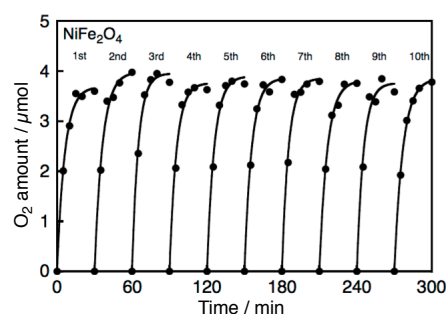 NiFe₂O₄
1st 2nd 3rd 4th 5th 6th 7th 8th 9th 10th
O₂ amount / μmol
5
4
3
2
1
0
0 60 120 180 240 300
Time / min